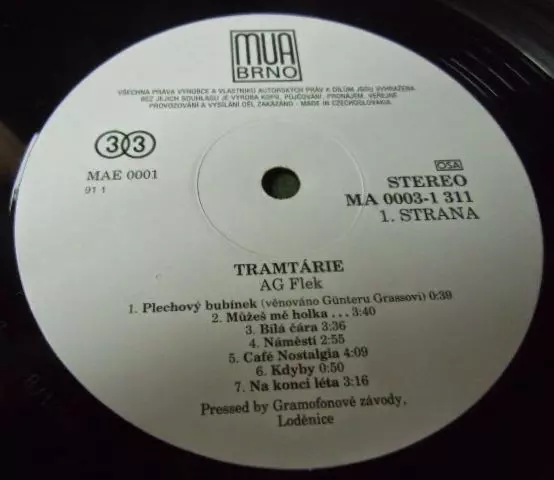 MUA
BRNO
VŠECHNA PRÁVA VÝROBCE A VLASTNÍKŮ AUTORSKÝCH PRÁV K DÍLŮM JSOU VYHRAZENA.
BEZ JEJICH SOUHLASU JE VÝROBA KOPIÍ, PŮJČOVÁNÍ, PRONÁJEM, VEŘEJNÉ
PROVOZOVÁNÍ A VYSÍLÁNÍ DĚL ZAKÁZÁNO - MADE IN CZECHOSLOVAKIA
33
OSA
MAE 0001
STEREO
91 1
MA 0003-1 311
1. STRANA
TRAMTÁRIE
AG Flek
1. Plechový bubínek (věnováno Günteru Grassovi) 0:39
2. Můžeš mě holka . . . 3:40
3. Bílá čára 3:36
4. Náměstí 2:55
5. Café Nostalgia 4:09
6. Kdyby 0:50
7. Na konci léta 3:16
Pressed by Gramofonové závody,
Loděnice